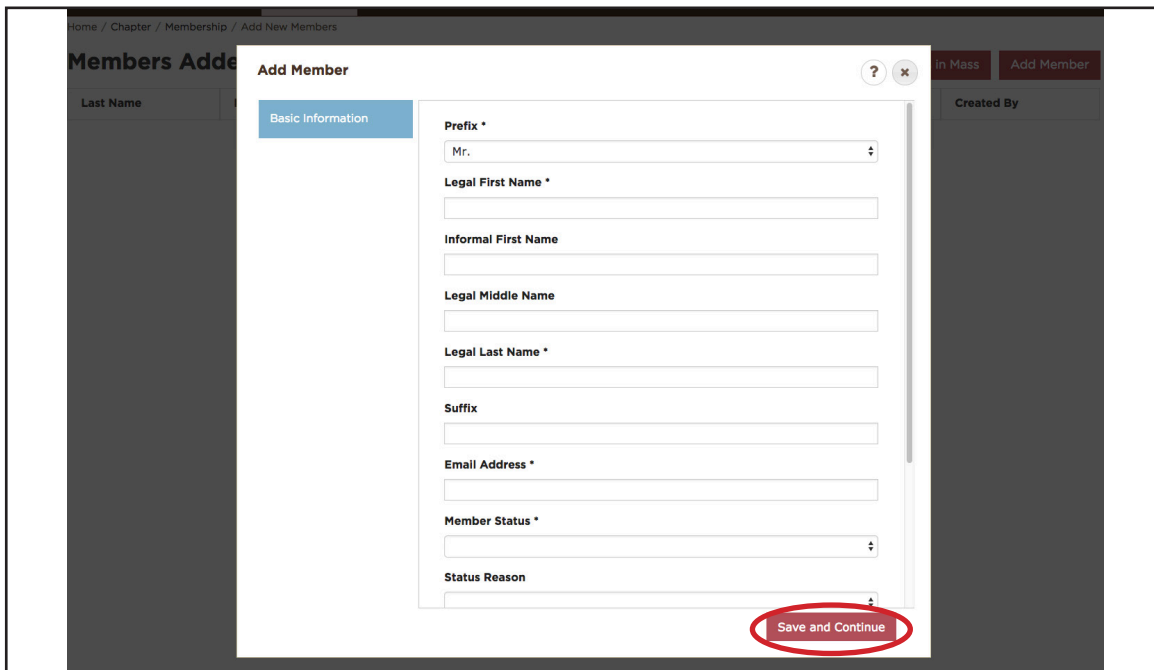 Home / Chapter / Membership / Add New Members
Members Adde
in Mass
Add Member
Last Name
Created By
Add Member
?
×
Basic Information
Prefix *
Mr.
Legal First Name *
Informal First Name
Legal Middle Name
Legal Last Name *
Suffix
Email Address *
Member Status *
Status Reason
Save and Continue